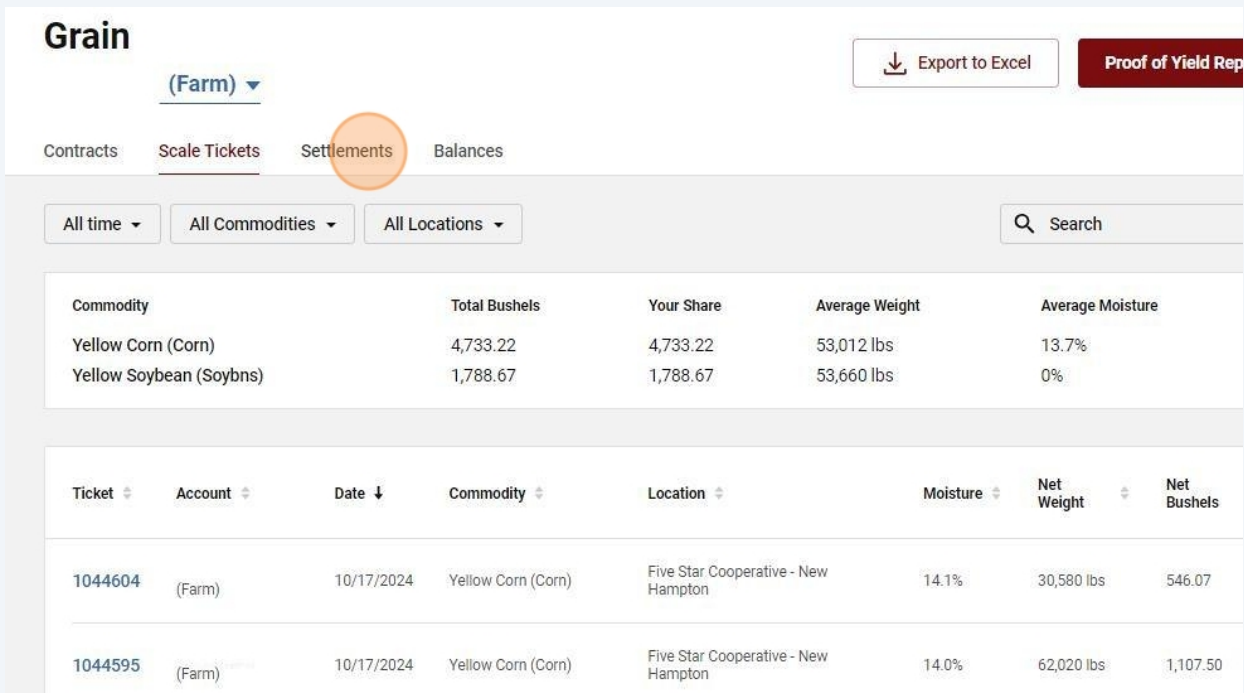 Grain
(Farm)
Export to Excel
Proof of Yield Rep
Contracts Scale Tickets Settlements Balances
All time All Commodities All Locations Search
Commodity Total Bushels Your Share Average Weight Average Moisture
Yellow Corn (Corn) 4,733.22 4,733.22 53,012 lbs 13.7%
Yellow Soybean (Soybns) 1,788.67 1,788.67 53,660 lbs 0%
Ticket Account Date Commodity Location Moisture Net Weight Net Bushels
1044604 (Farm) 10/17/2024 Yellow Corn (Corn) Five Star Cooperative - New Hampton 14.1% 30,580 lbs 546.07
1044595 (Farm) 10/17/2024 Yellow Corn (Corn) Five Star Cooperative - New Hampton 14.0% 62,020 lbs 1,107.50